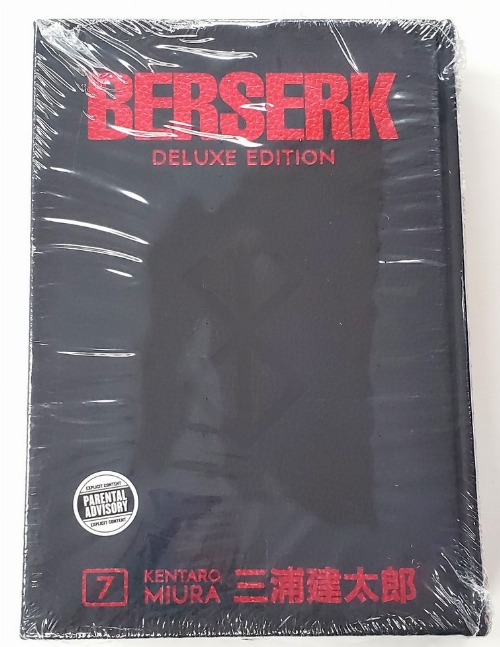 BERSERK
DELUXE EDITION
EXPLICIT CONTENT
PARENTAL
ADVISORY
EXPLICIT CONTENT
7
KENTARO
MIURA
三浦建太郎